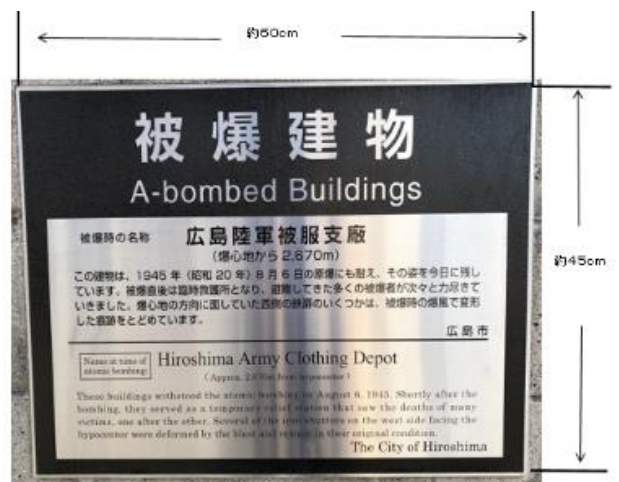 約60cm
被爆建物
A-bombed Buildings
被爆時の名称 広島陸軍被服支廠
(爆心地から 2,670m)
この建物は、1945 年 (昭和 20 年) 8 月 6 日の原爆にも耐え、その姿を今日に残し
ています。被爆直後は臨時救護所となり、避難してきた多くの被爆者が次々と力尽きて
いきました。爆心地の方向に面していた西側の鉄扉のいくつかは、被爆時の爆風で変形
した痕跡をとどめています。
広島市
約45cm
Name at time of
atomic bombing:
Hiroshima Army Clothing Depot
(Approx. 2,670m from hypocenter)
These buildings withstood the atomic bombing on August 6, 1945. Shortly after the
bombing, they served as a temporary relief station that saw the deaths of many
victims, one after the other. Several of the iron shutters on the west side facing the
hypocenter were deformed by the blast and remain in their original condition.
The City of Hiroshima